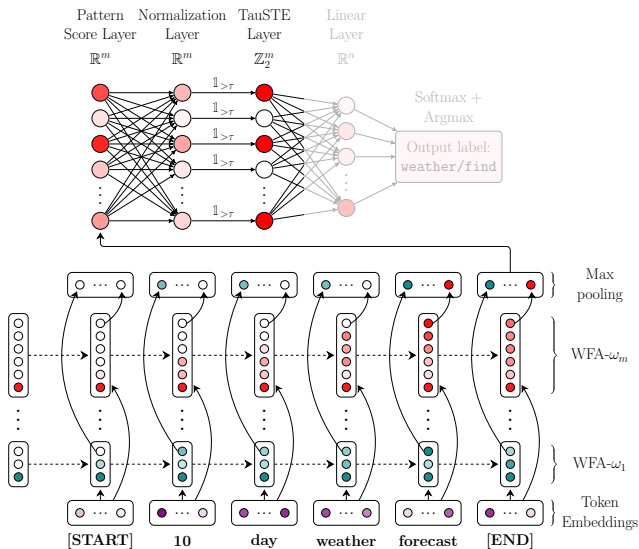 Pattern Score Layer ℝ^m
Normalization Layer ℝ^m
TauSTE Layer ℤ_2^m
Linear Layer ℝ^n
𝟙_{>τ}
𝟙_{>τ}
𝟙_{>τ}
𝟙_{>τ}
𝟙_{>τ}
Softmax +
Argmax
Output label:
weather/find
Max
pooling
WFA-ω_m
WFA-ω_1
Token
Embeddings
[START] 10 day weather forecast [END]